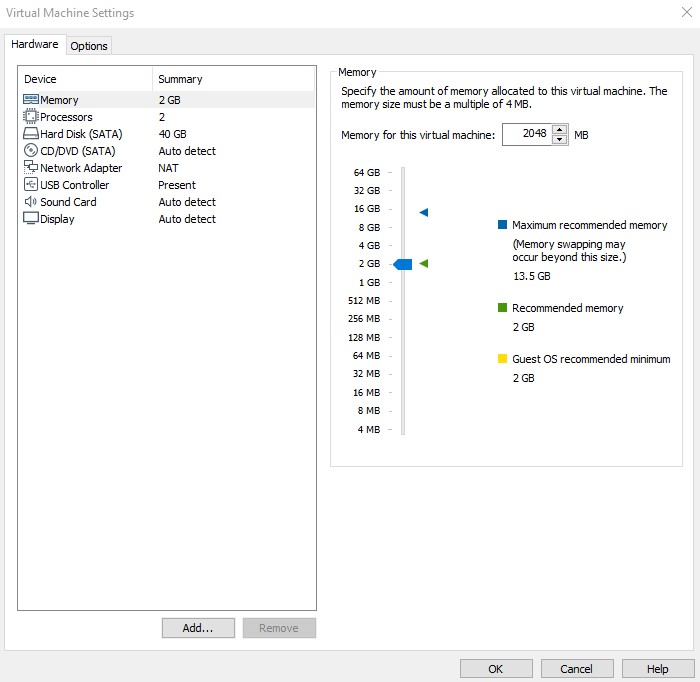 Virtual Machine Settings
Hardware Options
Device Summary
Memory 2 GB
Processors 2
Hard Disk (SATA) 40 GB
CD/DVD (SATA) Auto detect
Network Adapter NAT
USB Controller Present
Sound Card Auto detect
Display Auto detect
Add...
Remove
Memory
Specify the amount of memory allocated to this virtual machine. The
memory size must be a multiple of 4 MB.
Memory for this virtual machine: 2048 MB
64 GB
32 GB
16 GB
8 GB
4 GB
2 GB
1 GB
512 MB
256 MB
128 MB
64 MB
32 MB
16 MB
8 MB
4 MB
Maximum recommended memory
(Memory swapping may
occur beyond this size.)
13.5 GB
Recommended memory
2 GB
Guest OS recommended minimum
2 GB
OK
Cancel
Help